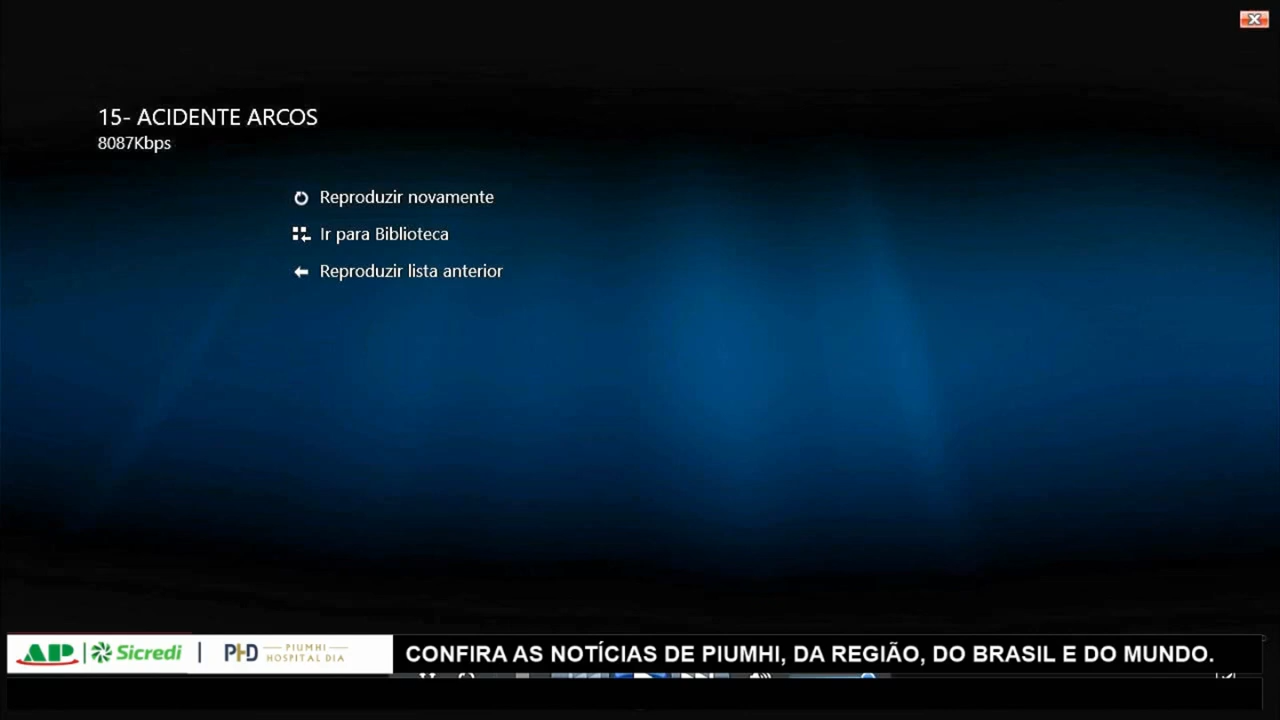 15- ACIDENTE ARCOS
8087Kbps
Reproduzir novamente
Ir para Biblioteca
Reproduzir lista anterior
AP Sicredi PHD PIUMHI HOSPITAL DIA
CONFIRA AS NOTÍCIAS DE PIUMHI, DA REGIÃO, DO BRASIL E DO MUNDO.